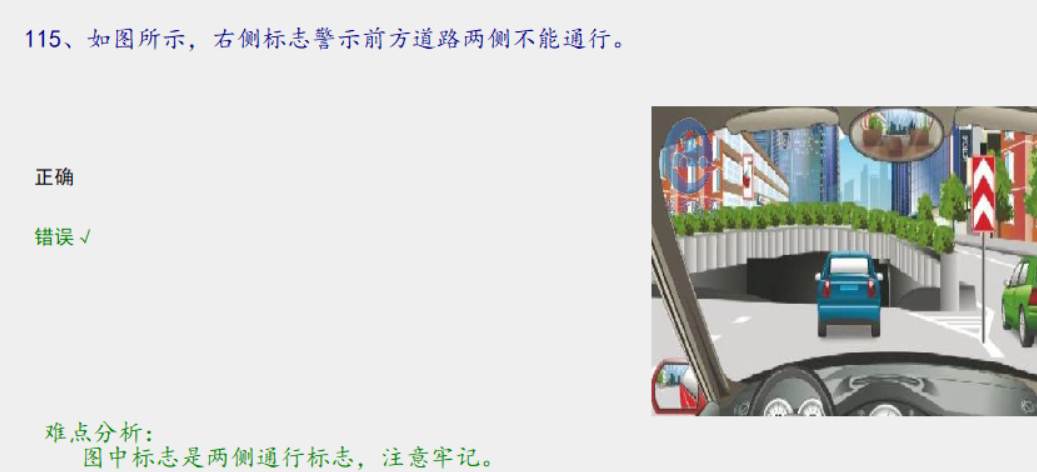 115、如图所示，右侧标志警示前方道路两侧不能通行。
正确
错误 √
难点分析：
图中标志是两侧通行标志，注意牢记。